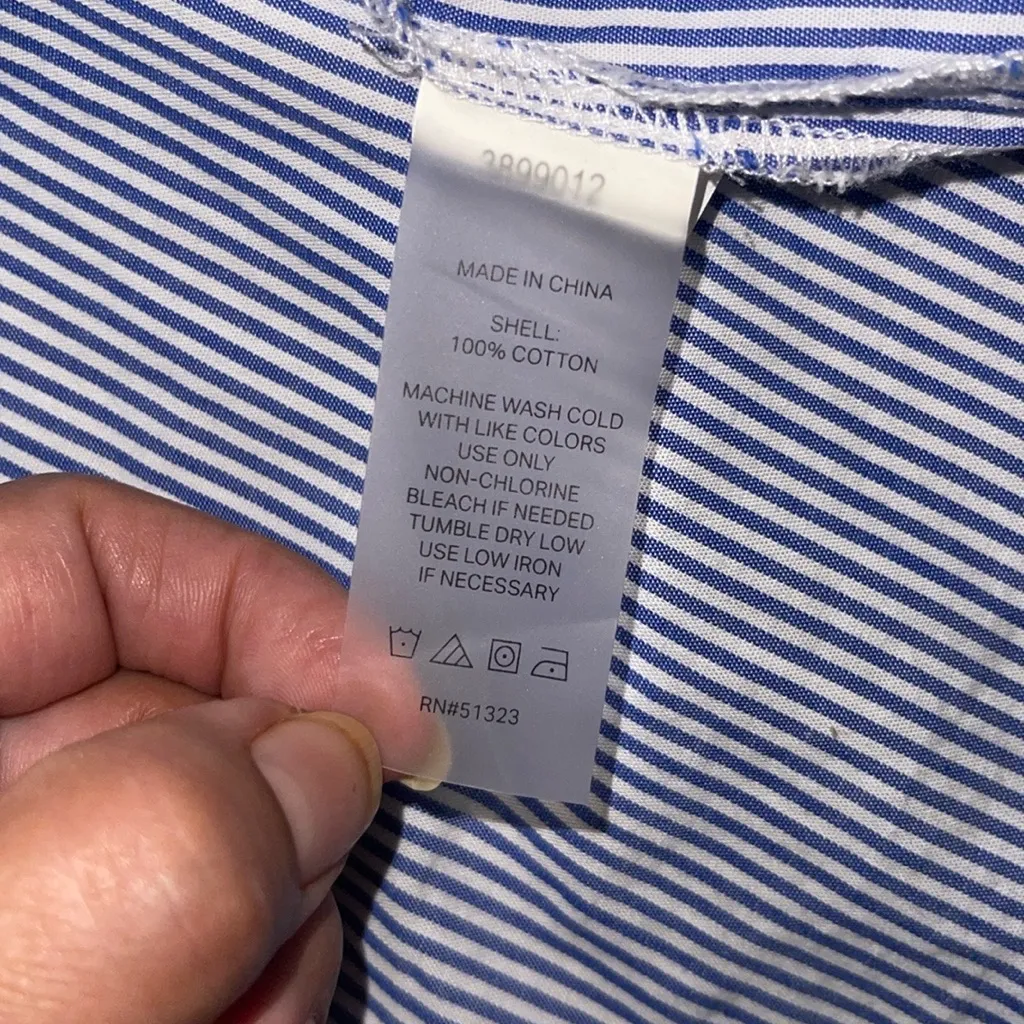 3899012
MADE IN CHINA
SHELL:
100% COTTON
MACHINE WASH COLD
WITH LIKE COLORS
USE ONLY
NON-CHLORINE
BLEACH IF NEEDED
TUMBLE DRY LOW
USE LOW IRON
IF NECESSARY
RN#51323